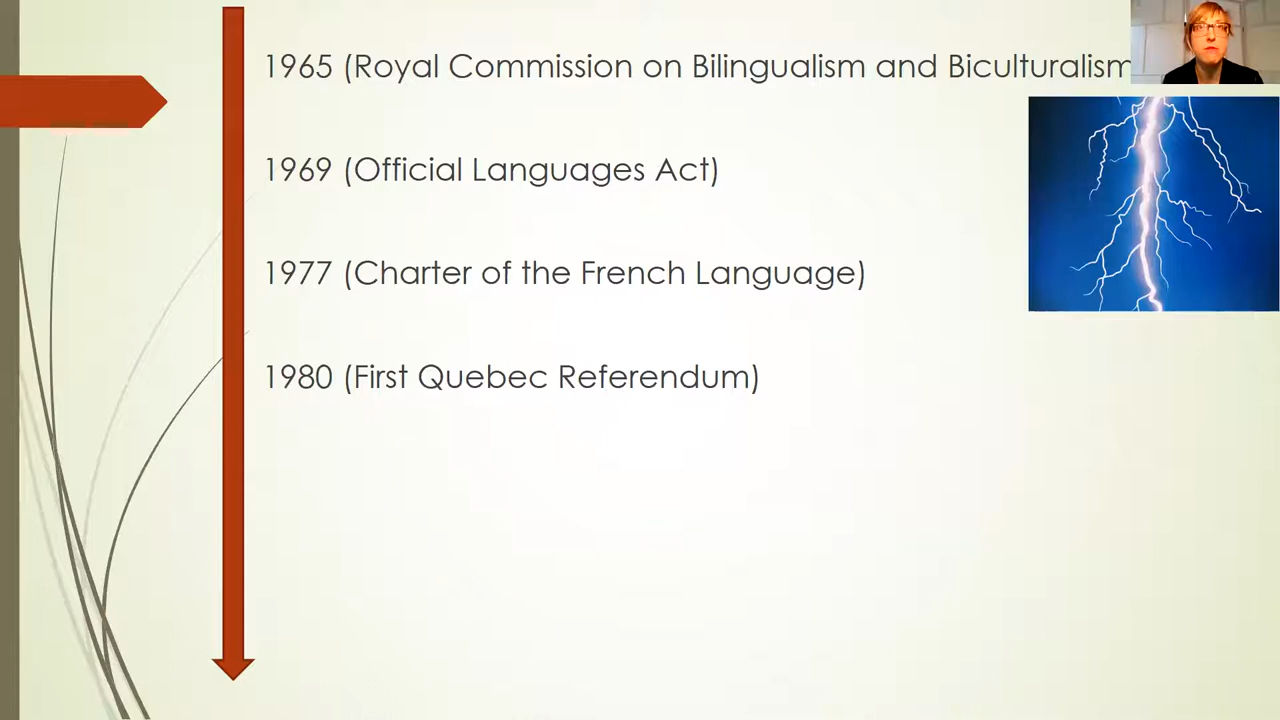 1965 (Royal Commission on Bilingualism and Biculturalism
1969 (Official Languages Act)
1977 (Charter of the French Language)
1980 (First Quebec Referendum)